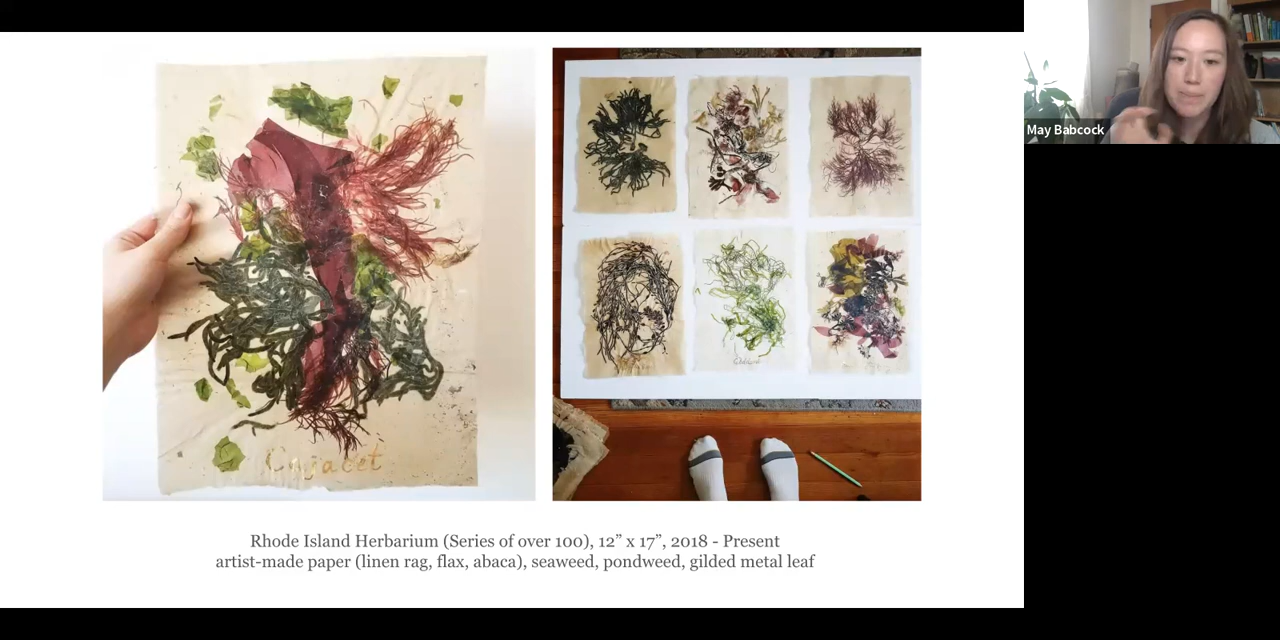 May Babcock
Rhode Island Herbarium (Series of over 100), 12” x 17”, 2018 - Present
artist-made paper (linen rag, flax, abaca), seaweed, pondweed, gilded metal leaf